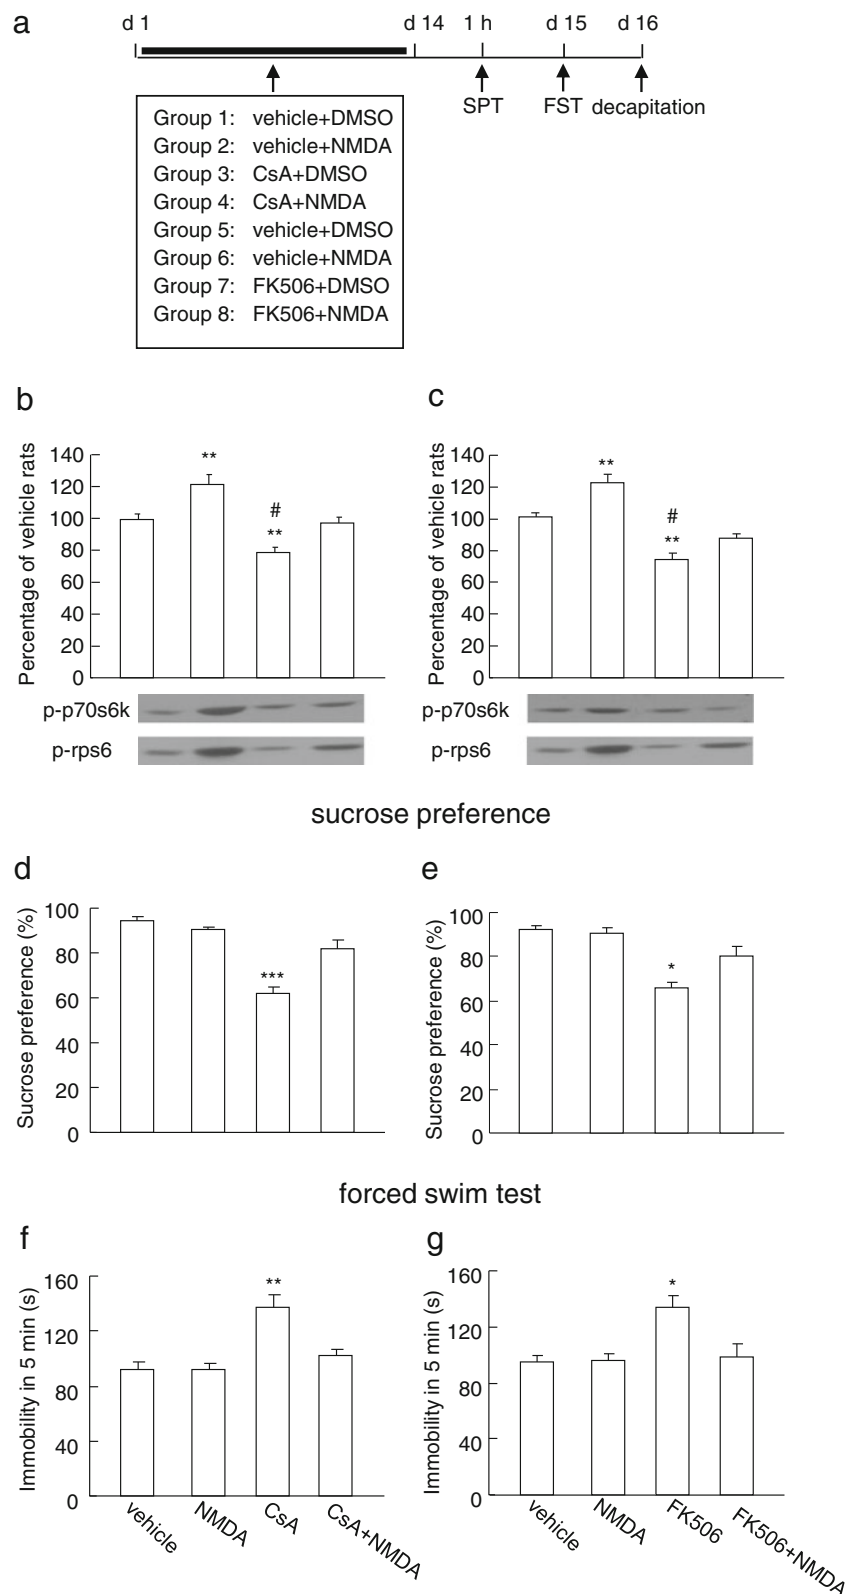 a
d 1 d 14 1 h d 15 d 16
SPT FST decapitation
Group 1: vehicle+DMSO
Group 2: vehicle+NMDA
Group 3: CsA+DMSO
Group 4: CsA+NMDA
Group 5: vehicle+DMSO
Group 6: vehicle+NMDA
Group 7: FK506+DMSO
Group 8: FK506+NMDA
b
Percentage of vehicle rats
140
120
100
80
60
40
20
0
**
#
**
p-p70s6k
p-rps6
c
Percentage of vehicle rats
140
120
100
80
60
40
20
0
**
#
**
p-p70s6k
p-rps6
sucrose preference
d
Sucrose preference (%)
100
80
60
40
20
0
***
e
Sucrose preference (%)
100
80
60
40
20
0
*
forced swim test
f
Immobility in 5 min (s)
160
120
80
40
0
**
vehicle
NMDA
CsA
CsA+NMDA
g
Immobility in 5 min (s)
160
120
80
40
0
*
vehicle
NMDA
FK506
FK506+NMDA